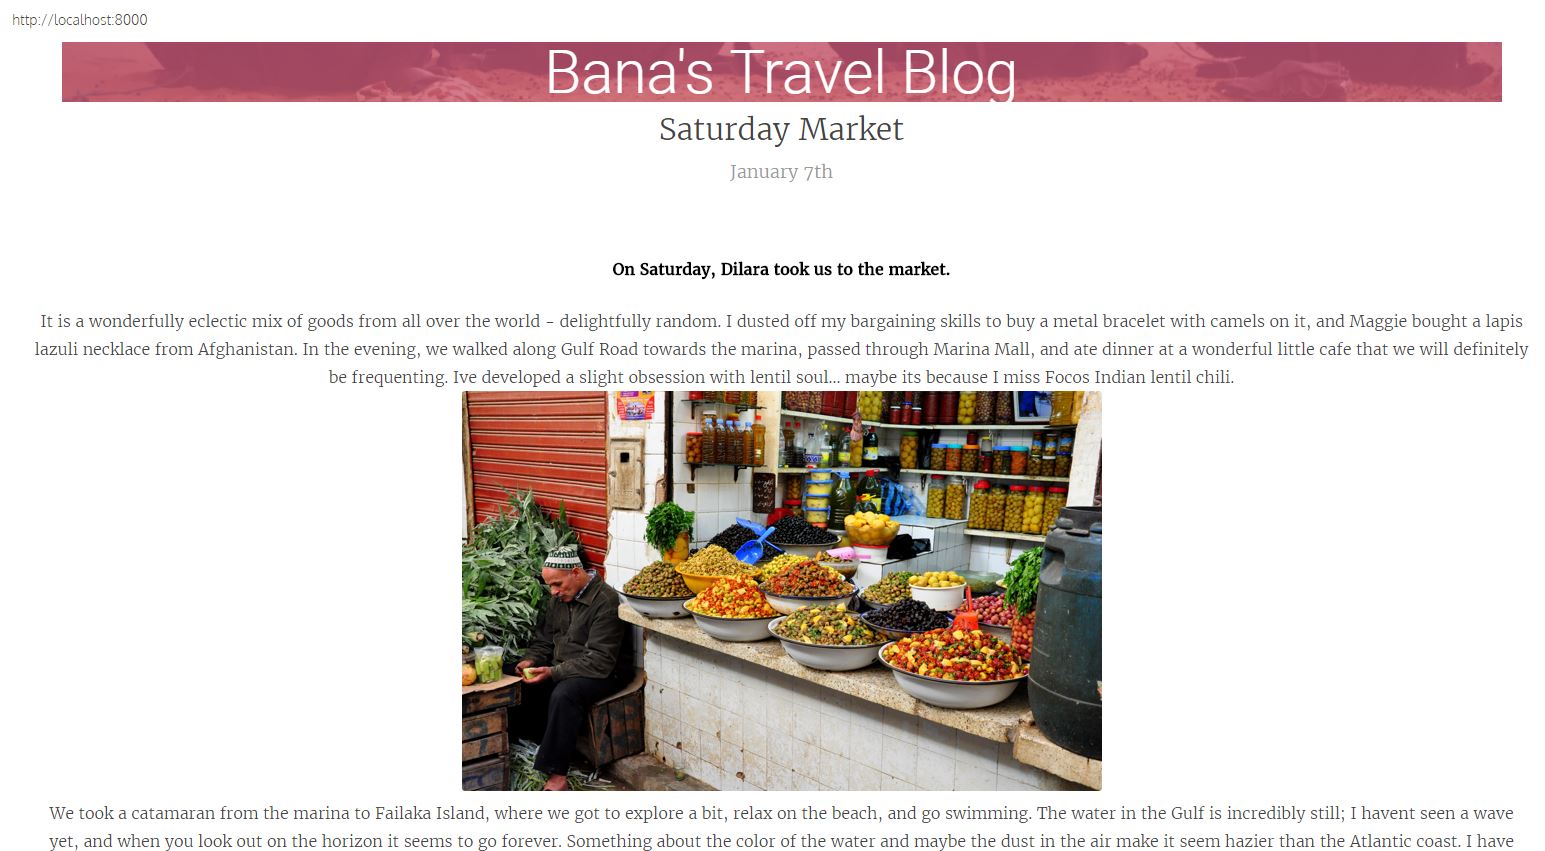 http://localhost:8000
Bana's Travel Blog
Saturday Market
January 7th
On Saturday, Dilara took us to the market.
It is a wonderfully eclectic mix of goods from all over the world - delightfully random. I dusted off my bargaining skills to buy a metal bracelet with camels on it, and Maggie bought a lapis
lazuli necklace from Afghanistan. In the evening, we walked along Gulf Road towards the marina, passed through Marina Mall, and ate dinner at a wonderful little cafe that we will definitely
be frequenting. Ive developed a slight obsession with lentil soul... maybe its because I miss Focos Indian lentil chili.
We took a catamaran from the marina to Failaka Island, where we got to explore a bit, relax on the beach, and go swimming. The water in the Gulf is incredibly still; I havent seen a wave
yet, and when you look out on the horizon it seems to go forever. Something about the color of the water and maybe the dust in the air make it seem hazier than the Atlantic coast. I have